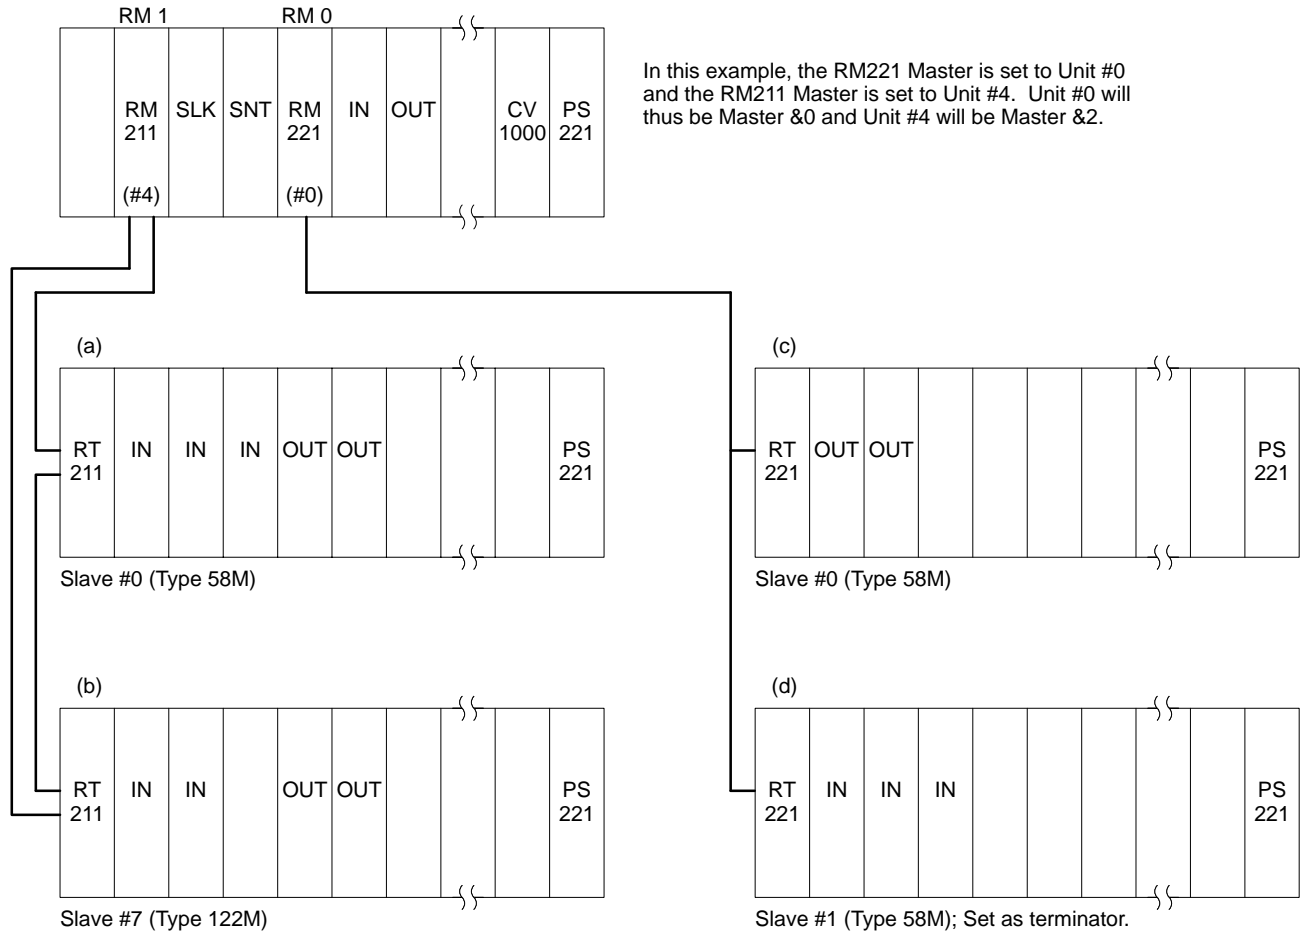 RM 1 RM 0
RM 211 SLK SNT RM 221 IN OUT CV 1000 PS 221
(#4) (#0)
In this example, the RM221 Master is set to Unit #0
and the RM211 Master is set to Unit #4. Unit #0 will
thus be Master &0 and Unit #4 will be Master &2.
(a)
RT 211 IN IN IN OUT OUT PS 221
Slave #0 (Type 58M)
(c)
RT 221 OUT OUT PS 221
Slave #0 (Type 58M)
(b)
RT 211 IN IN OUT OUT PS 221
Slave #7 (Type 122M)
(d)
RT 221 IN IN IN PS 221
Slave #1 (Type 58M); Set as terminator.